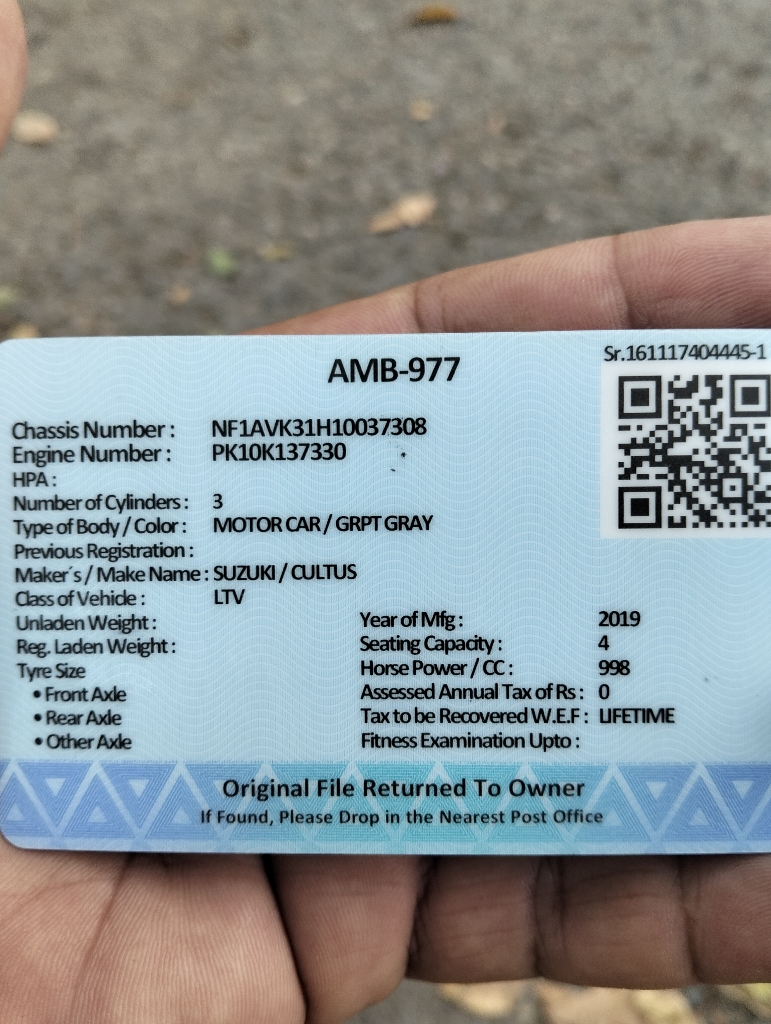 Sr.161117404445-1
AMB-977
Chassis Number : NF1AVK31H10037308
Engine Number : PK10K137330
HPA :
Number of Cylinders : 3
Type of Body / Color : MOTOR CAR / GRPT GRAY
Previous Registration :
Maker´s / Make Name : SUZUKI / CULTUS
Class of Vehicle : LTV
Unladen Weight :
Reg. Laden Weight :
Tyre Size
• Front Axle
• Rear Axle
• Other Axle
Year of Mfg : 2019
Seating Capacity : 4
Horse Power / CC : 998
Assessed Annual Tax of Rs : 0
Tax to be Recovered W.E.F : LIFETIME
Fitness Examination Upto :
Original File Returned To Owner
If Found, Please Drop in the Nearest Post Office